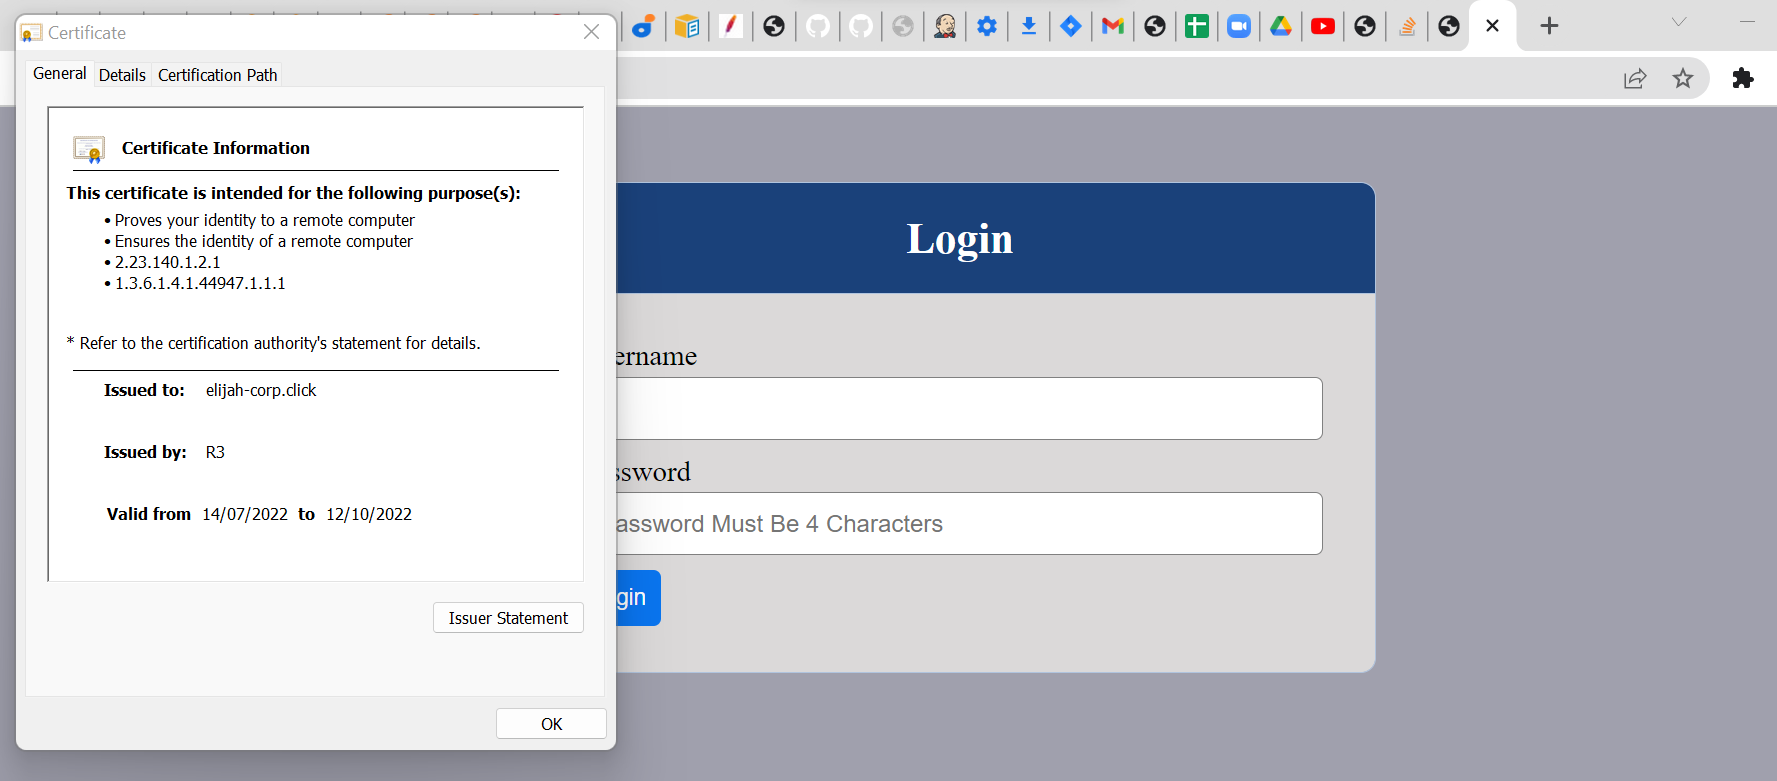 Certificate
General Details Certification Path
Certificate Information
This certificate is intended for the following purpose(s):
• Proves your identity to a remote computer
• Ensures the identity of a remote computer
• 2.23.140.1.2.1
• 1.3.6.1.4.1.44947.1.1.1
* Refer to the certification authority's statement for details.
Issued to: elijah-corp.click
Issued by: R3
Valid from 14/07/2022 to 12/10/2022
Issuer Statement
OK
Login
ername
ssword
assword Must Be 4 Characters
gin